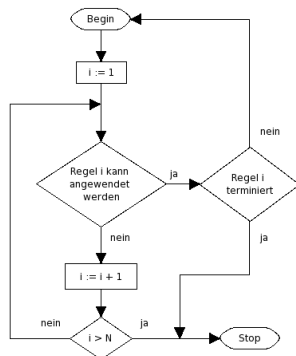 Begin
i := 1
nein
Regel i kann
angewendet
werden
ja
Regel i
terminiert
nein
ja
i := i + 1
nein
i > N
ja
Stop